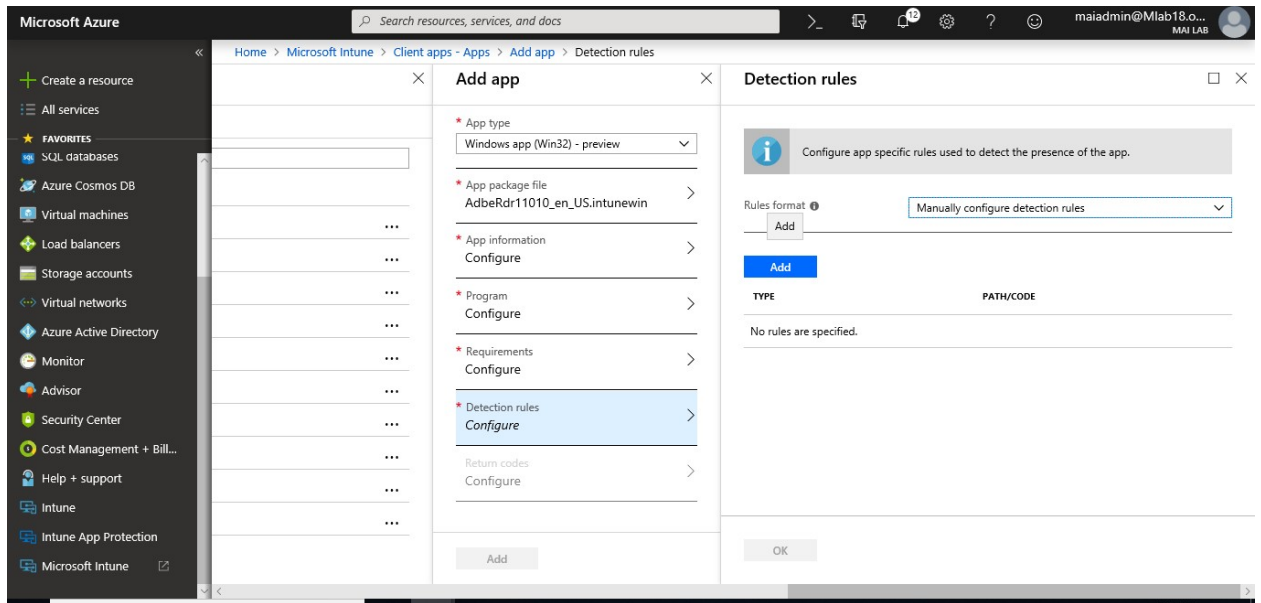 Microsoft Azure
Search resources, services, and docs
12
maiadmin@Mlab18.o...
MAI LAB
Home > Microsoft Intune > Client apps - Apps > Add app > Detection rules
Create a resource
All services
FAVORITES
SQL databases
Azure Cosmos DB
Virtual machines
Load balancers
Storage accounts
Virtual networks
Azure Active Directory
Monitor
Advisor
Security Center
Cost Management + Bill...
Help + support
Intune
Intune App Protection
Microsoft Intune
Add app
* App type
Windows app (Win32) - preview
* App package file
AdbeRdr11010_en_US.intunewin
* App information
Configure
* Program
Configure
* Requirements
Configure
* Detection rules
Configure
Return codes
Configure
Add
Detection rules
Configure app specific rules used to detect the presence of the app.
Rules format
Manually configure detection rules
Add
Add
TYPE PATH/CODE
No rules are specified.
OK